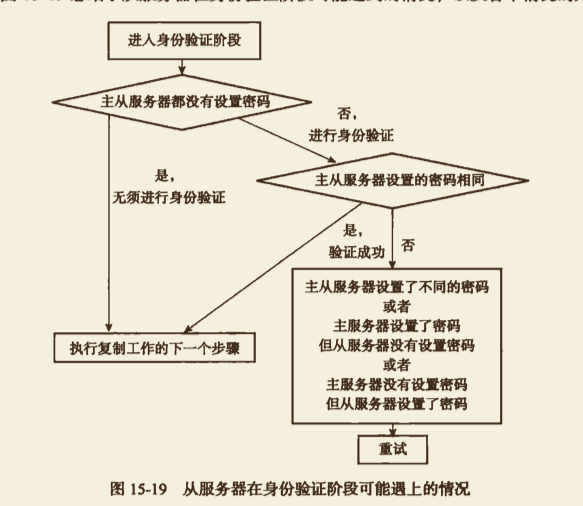 进入身份验证阶段
主从服务器都没有设置密码
否,
进行身份验证
主从服务器设置的密码相同
是,
无须进行身份验证
是,
验证成功
否
主从服务器设置了不同的密码
或者
主服务器设置了密码
但从服务器没有设置密码
或者
主服务器没有设置密码
但从服务器设置了密码
执行复制工作的下一个步骤
重试
图 15-19 从服务器在身份验证阶段可能遇上的情况